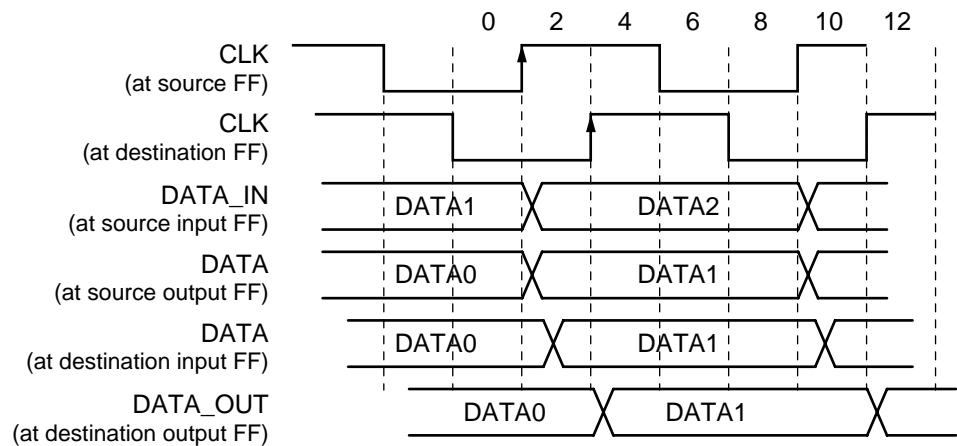 0 2 4 6 8 10 12
CLK
(at source FF)
CLK
(at destination FF)
DATA_IN
(at source input FF)
DATA1 DATA2
DATA
(at source output FF)
DATA0 DATA1
DATA
(at destination input FF)
DATA0 DATA1
DATA_OUT
(at destination output FF)
DATA0 DATA1